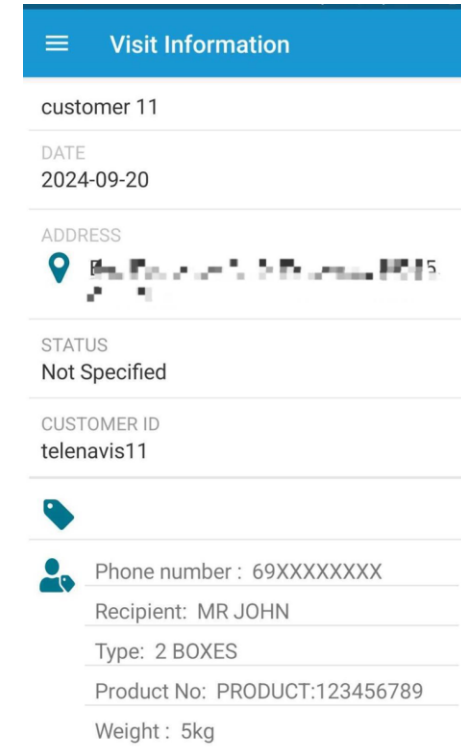 Visit Information
customer 11
DATE
2024-09-20
ADDRESS
STATUS
Not Specified
CUSTOMER ID
telenavis11
Phone number : 69XXXXXXXX
Recipient: MR JOHN
Type: 2 BOXES
Product No: PRODUCT:123456789
Weight : 5kg